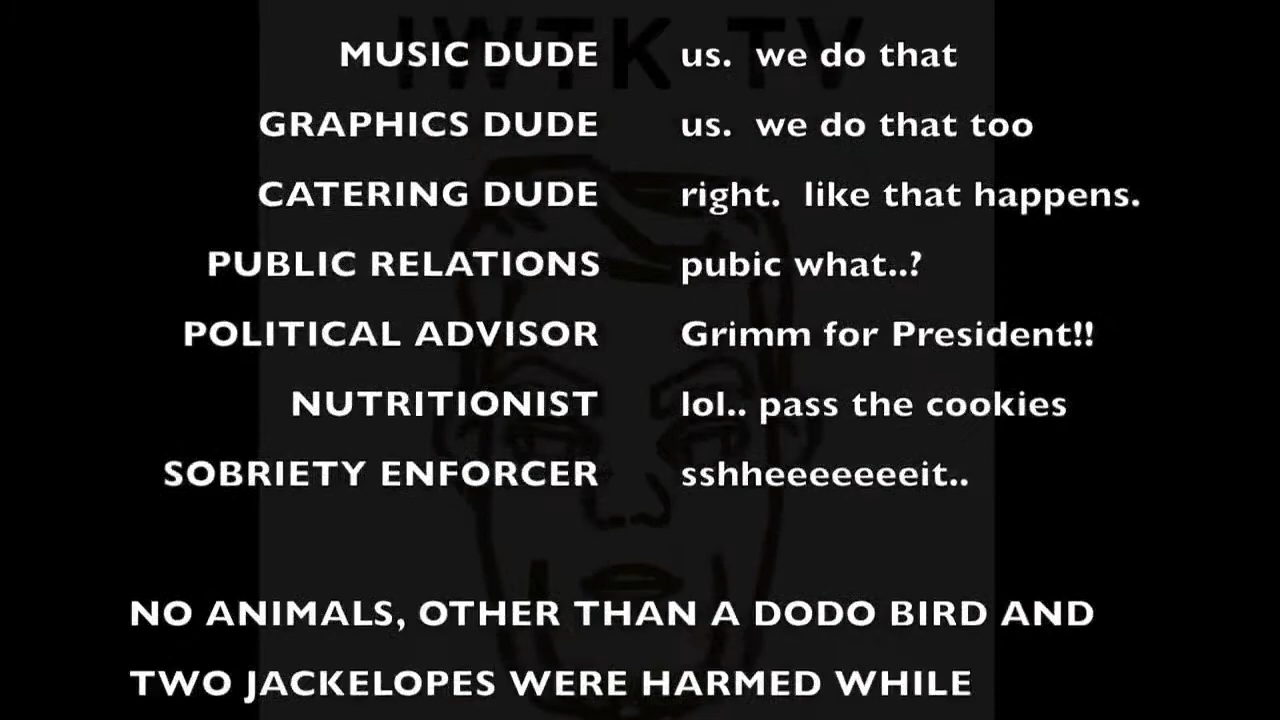 IWTK TV
MUSIC DUDE us. we do that
GRAPHICS DUDE us. we do that too
CATERING DUDE right. like that happens.
PUBLIC RELATIONS pubic what..?
POLITICAL ADVISOR Grimm for President!!
NUTRITIONIST lol.. pass the cookies
SOBRIETY ENFORCER sshheeeeeeeit..
NO ANIMALS, OTHER THAN A DODO BIRD AND
TWO JACKELOPES WERE HARMED WHILE